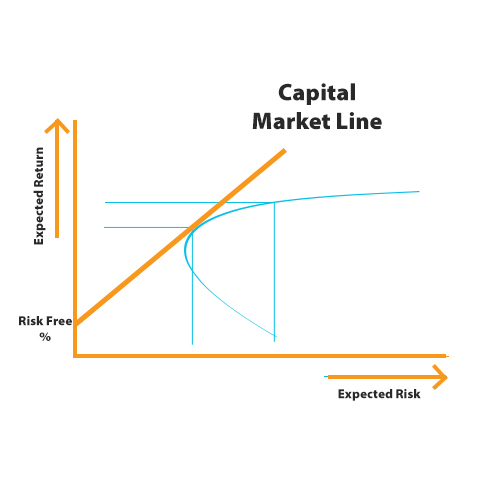 Capital
Market Line
Expected Return
Risk Free
%
Expected Risk